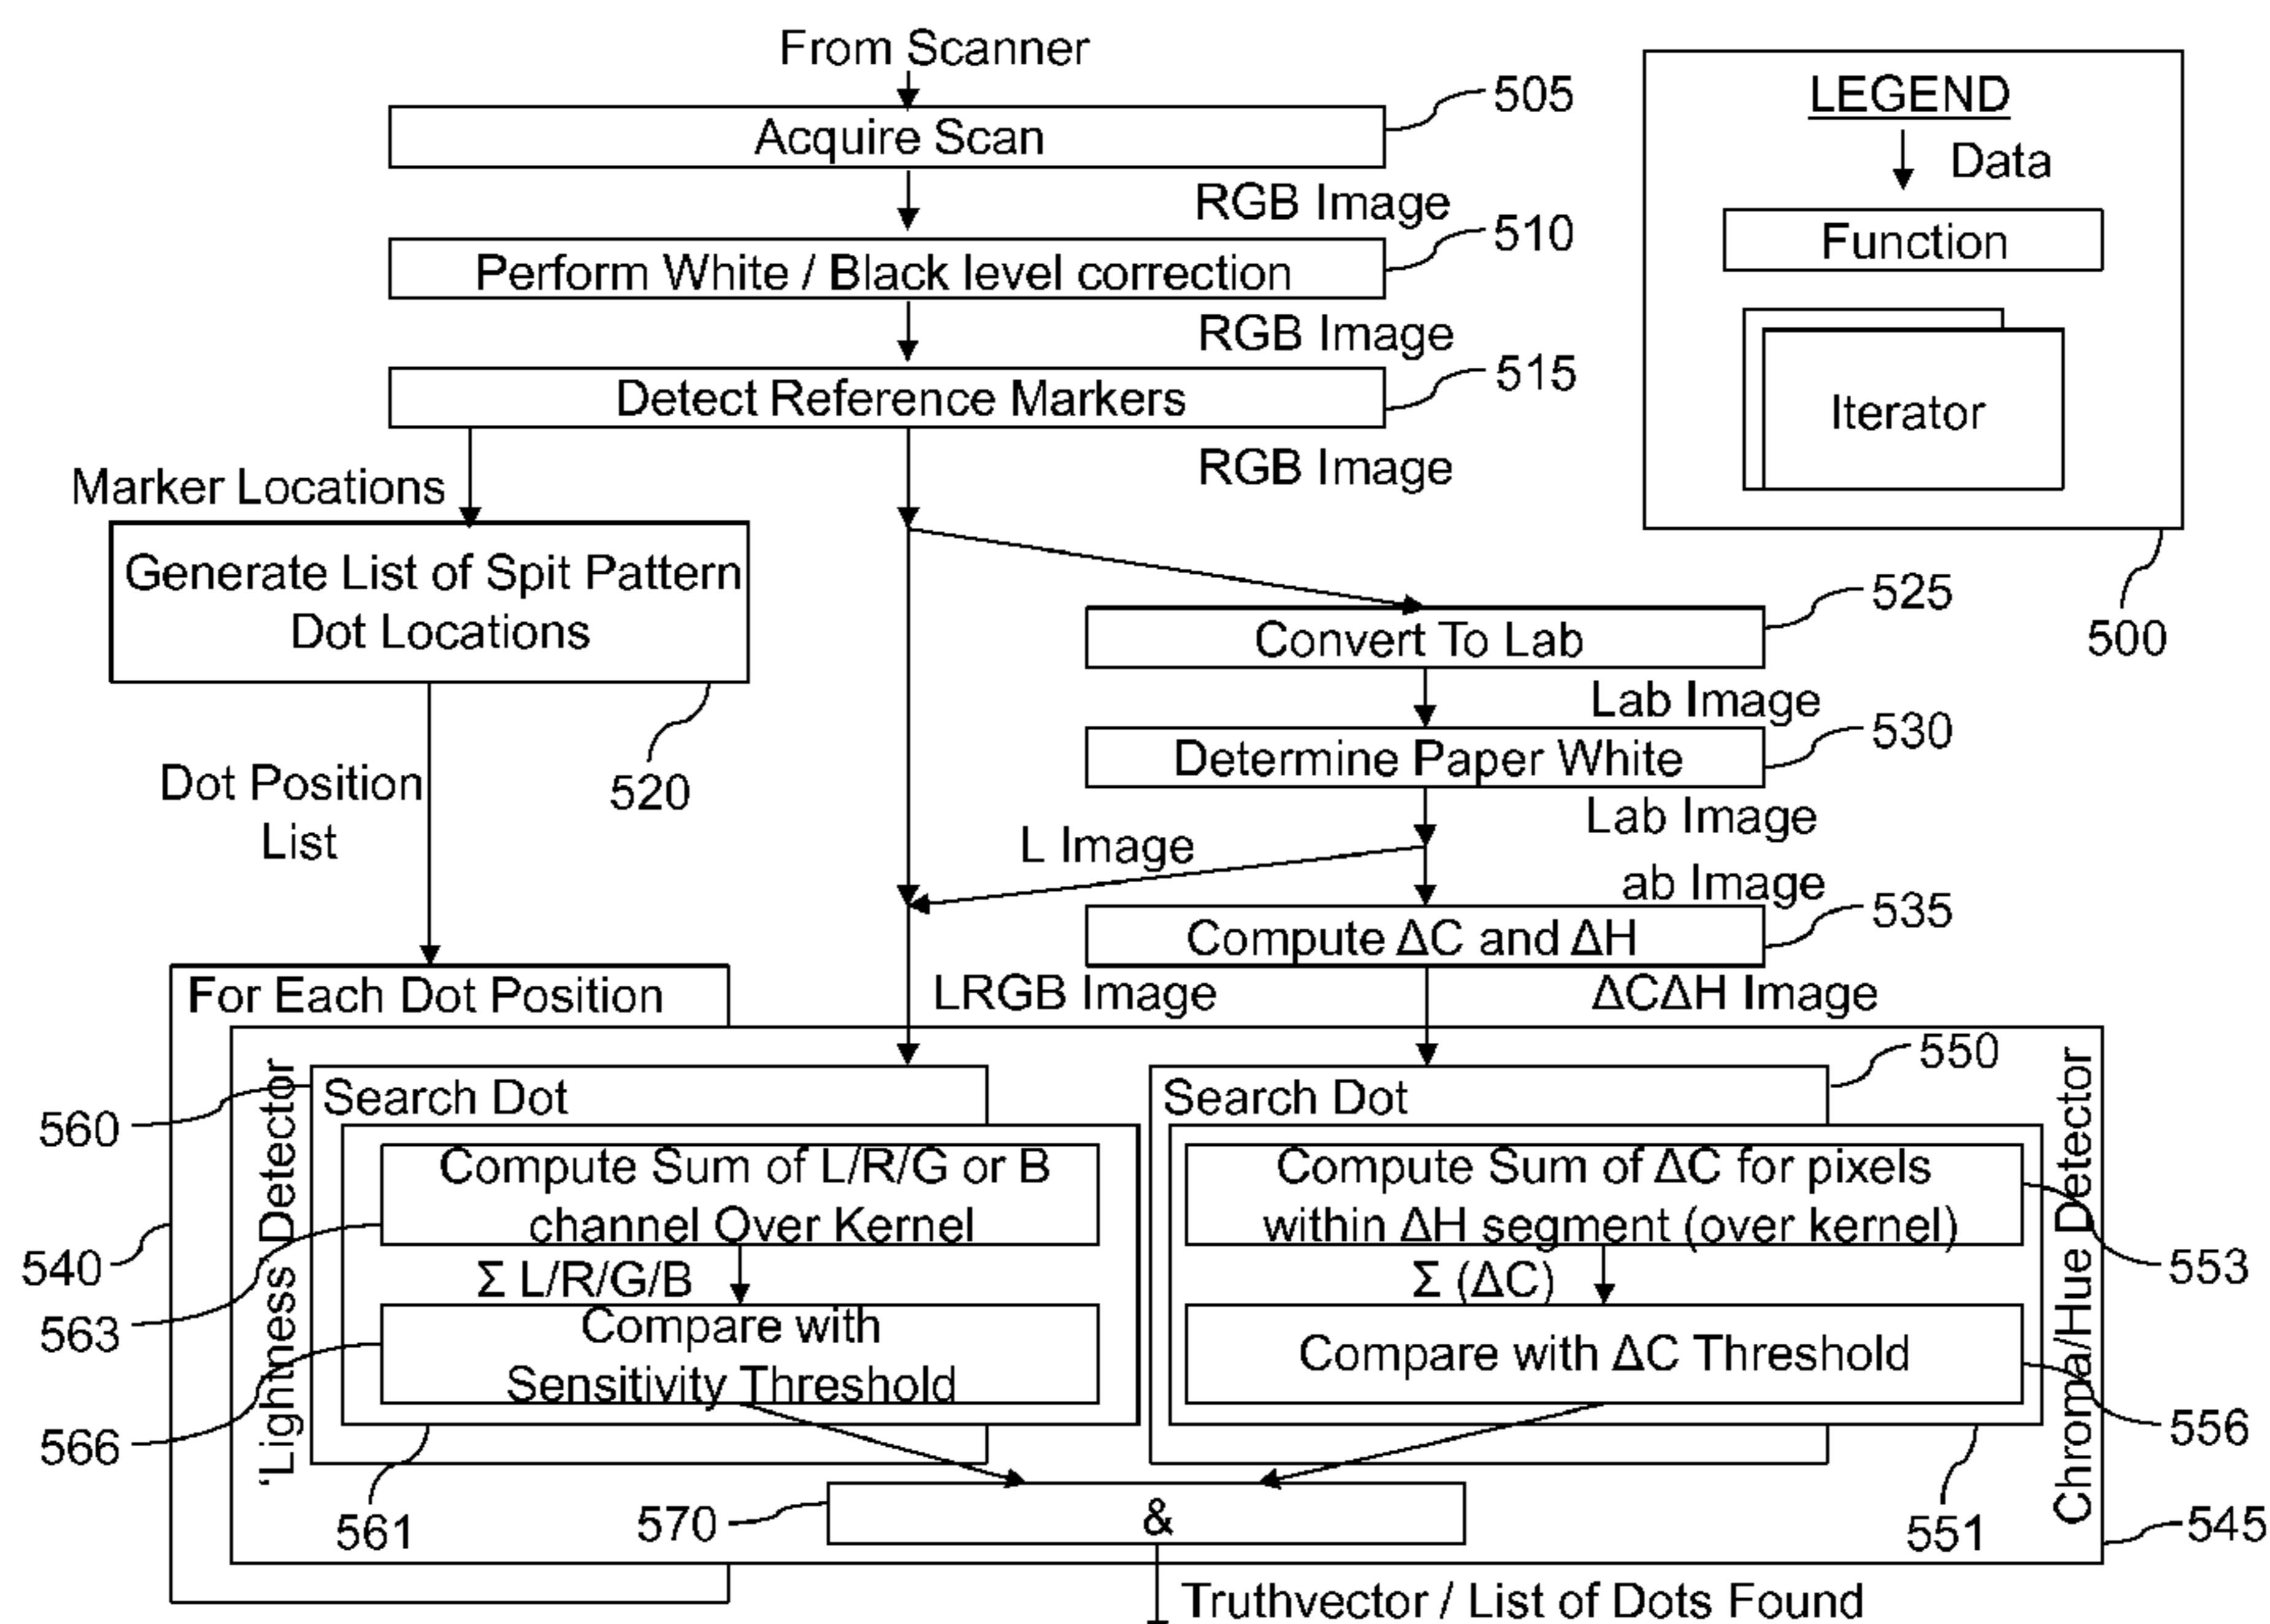 From Scanner
Acquire Scan
505
RGB Image
Perform White / Black level correction
510
RGB Image
Detect Reference Markers
515
RGB Image
LEGEND
Data
Function
Iterator
500
Marker Locations
Generate List of Spit Pattern
Dot Locations
520
Dot Position
List
Convert To Lab
525
Lab Image
Determine Paper White
530
Lab Image
L Image
ab Image
Compute ΔC and ΔH
535
LRGB Image
ΔCΔH Image
For Each Dot Position
540
545
'Lightness Detector
560
Search Dot
Compute Sum of L/R/G or B
channel Over Kernel
563
Σ L/R/G/B
Compare with
Sensitivity Threshold
566
561
Chroma/Hue Detector
550
Search Dot
Compute Sum of ΔC for pixels
within ΔH segment (over kernel)
553
Σ (ΔC)
Compare with ΔC Threshold
556
551
570
&
Truthvector / List of Dots Found